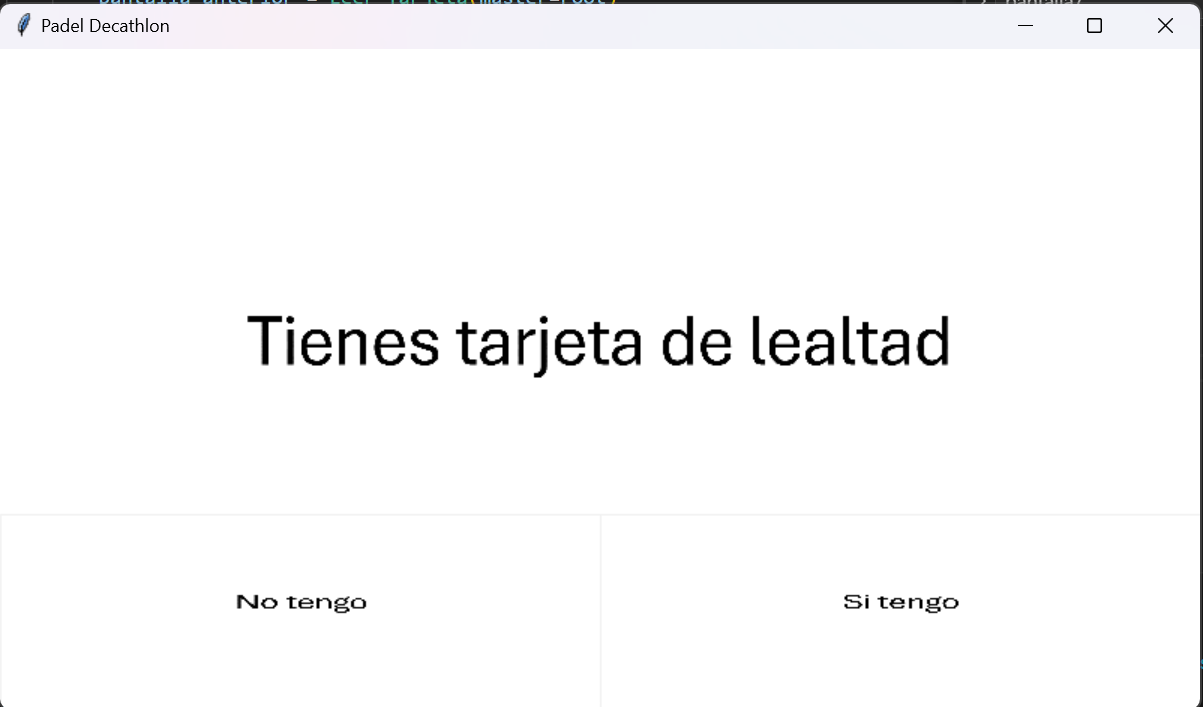 Padel Decathlon
Tienes tarjeta de lealtad
No tengo
Si tengo